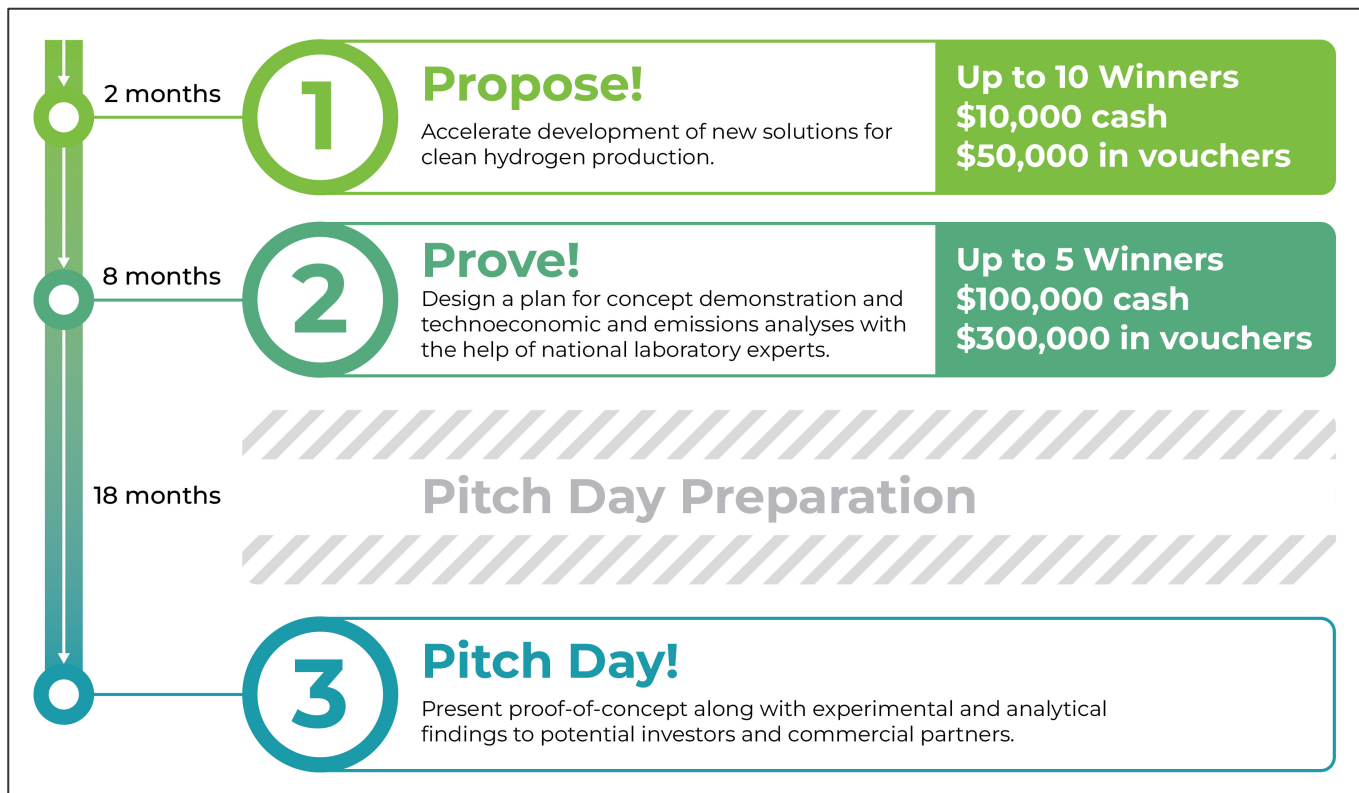 2 months
1
Propose!
Accelerate development of new solutions for
clean hydrogen production.
Up to 10 Winners
$10,000 cash
$50,000 in vouchers
8 months
2
Prove!
Design a plan for concept demonstration and
technoeconomic and emissions analyses with
the help of national laboratory experts.
Up to 5 Winners
$100,000 cash
$300,000 in vouchers
18 months
Pitch Day Preparation
3
Pitch Day!
Present proof-of-concept along with experimental and analytical
findings to potential investors and commercial partners.